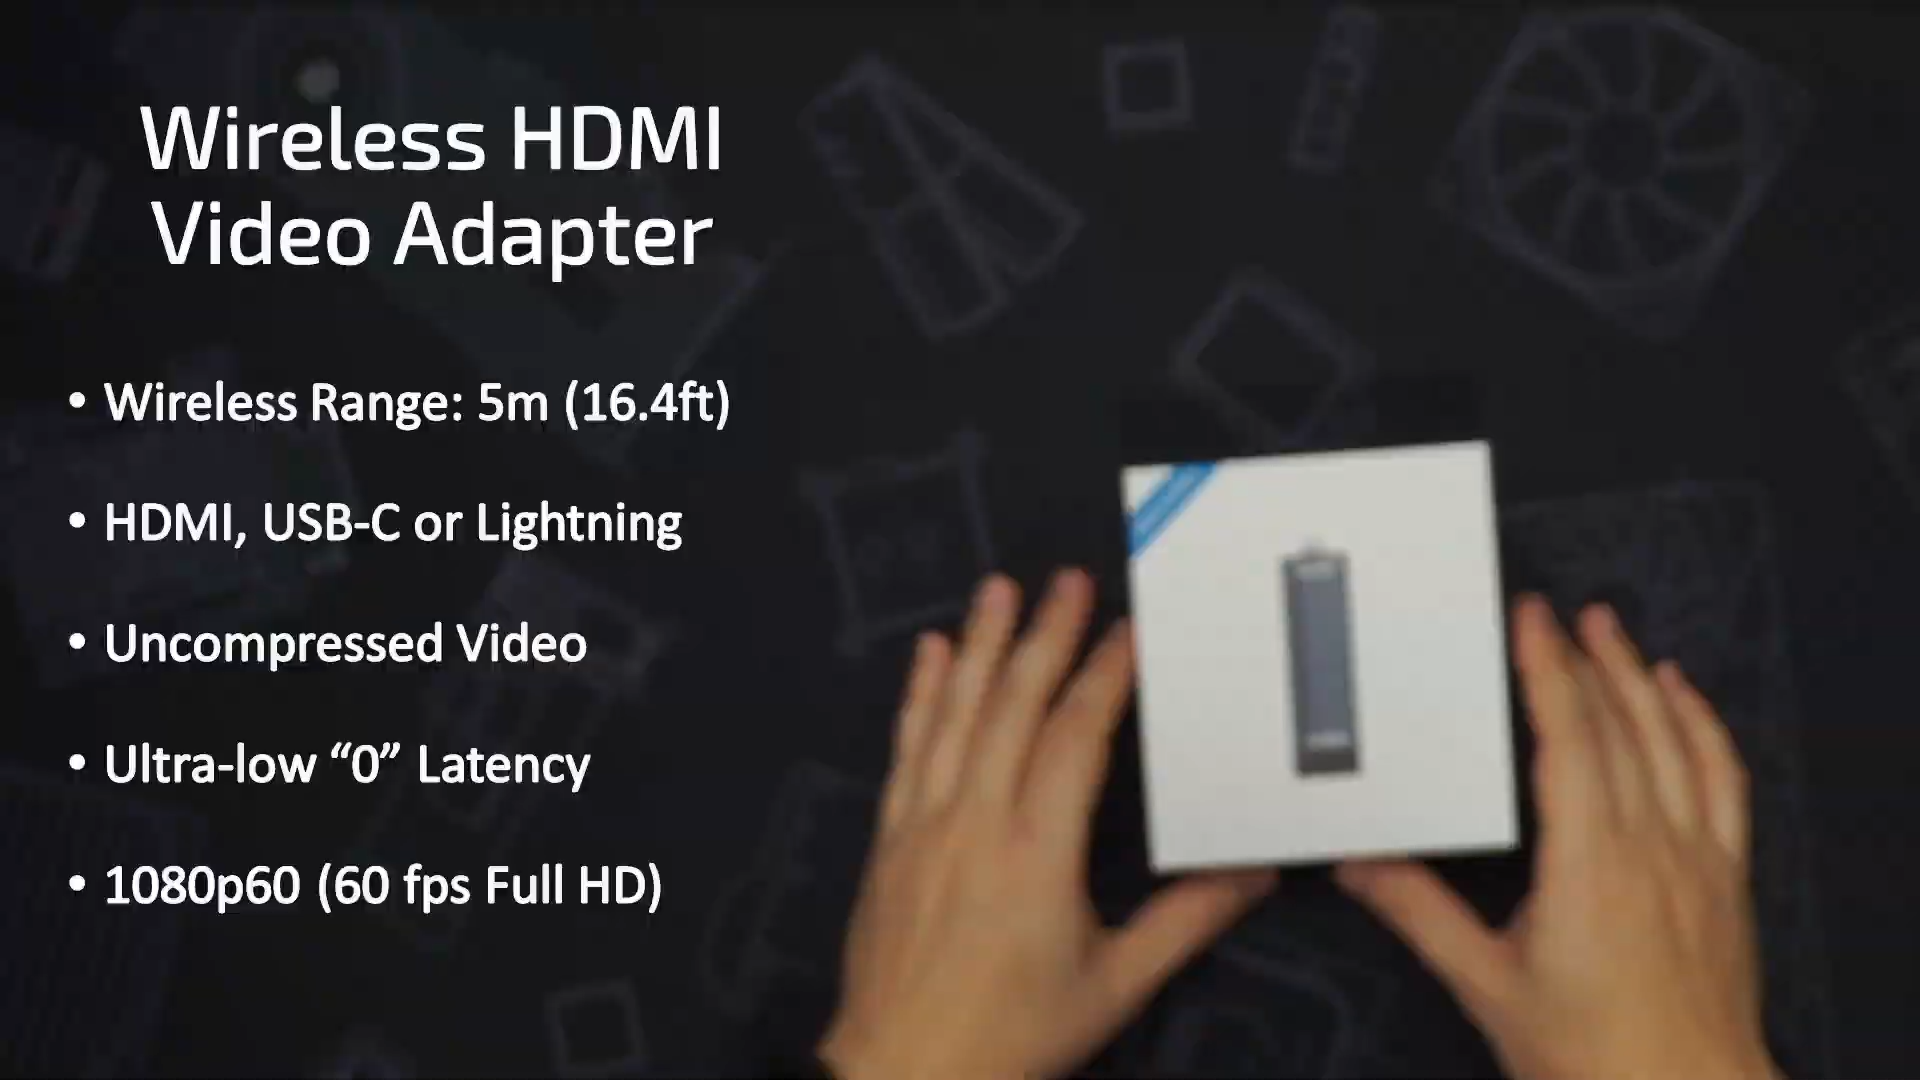 Wireless HDMI
Video Adapter
• Wireless Range: 5m (16.4ft)
• HDMI, USB-C or Lightning
• Uncompressed Video
• Ultra-low “0” Latency
• 1080p60 (60 fps Full HD)